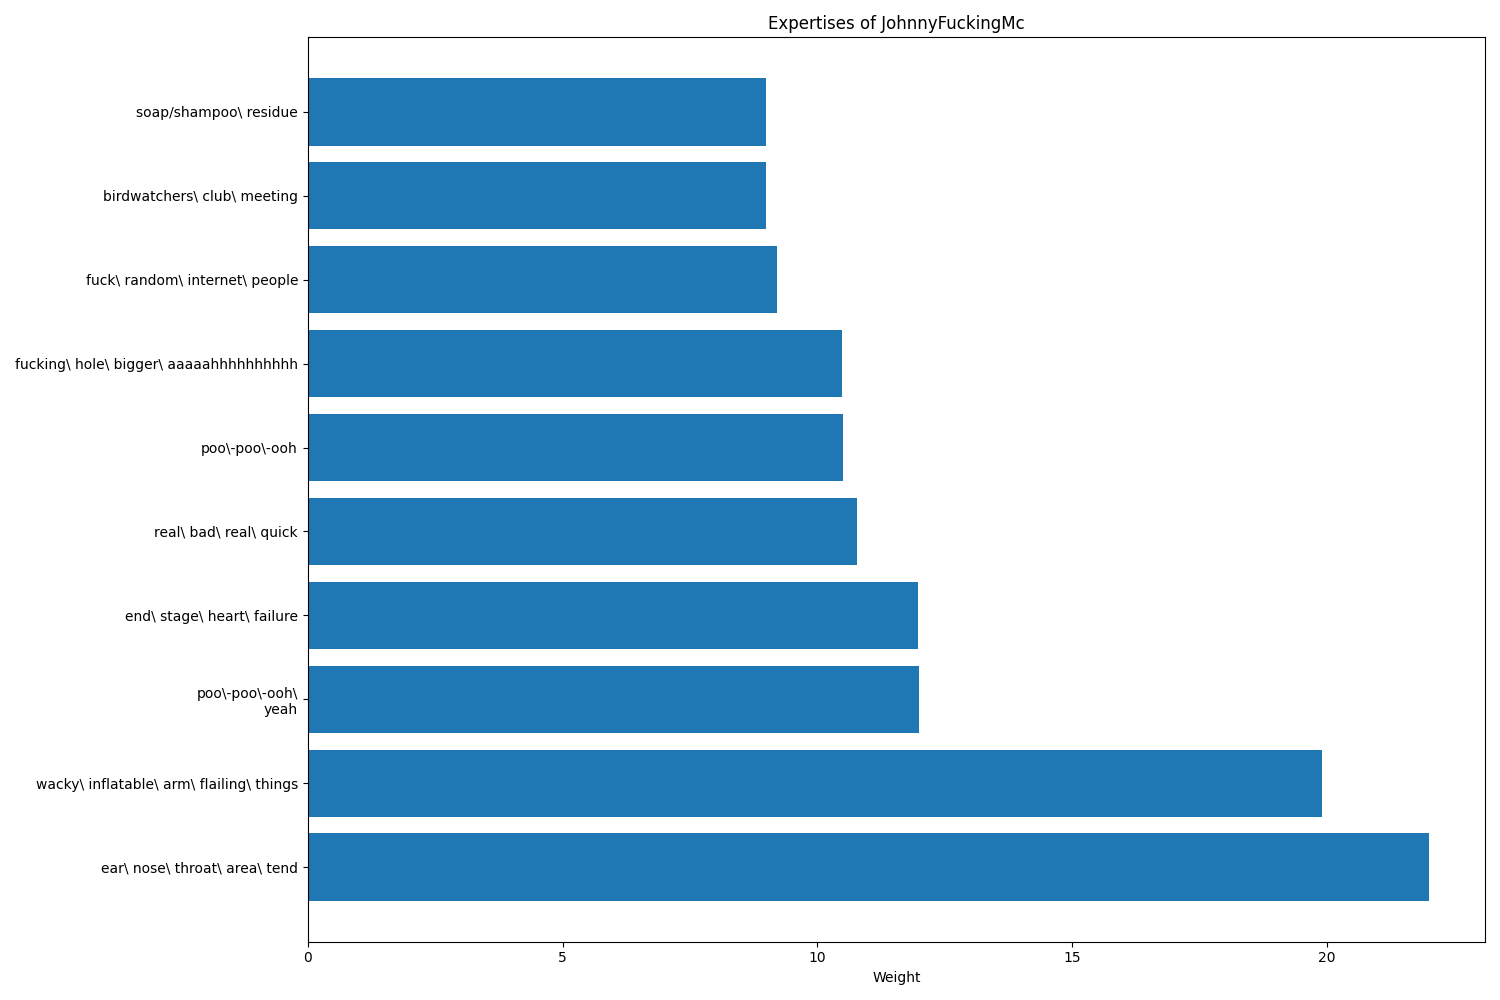 Expertises of JohnnyFuckingMc
soap/shampoo\ residue
birdwatchers\ club\ meeting
fuck\ random\ internet\ people
fucking\ hole\ bigger\ aaaaahhhhhhhhhh
poo\-poo\-ooh
real\ bad\ real\ quick
end\ stage\ heart\ failure
poo\-poo\-ooh\
yeah
wacky\ inflatable\ arm\ flailing\ things
ear\ nose\ throat\ area\ tend
0 5 10 15 20
Weight